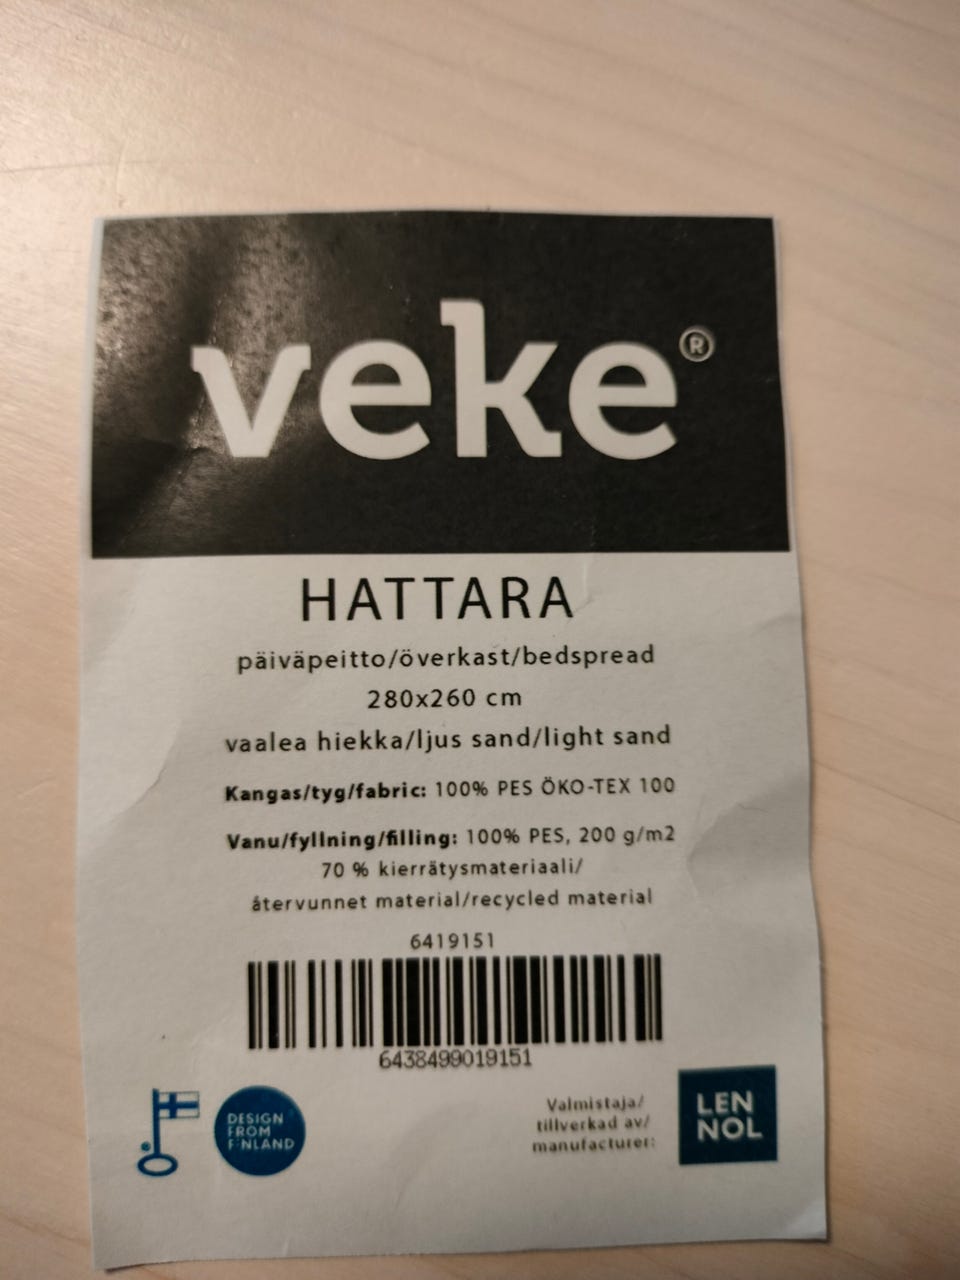 veke®
HATTARA
päiväpeitto/överkast/bedspread
280x260 cm
vaalea hiekka/ljus sand/light sand
Kangas/tyg/fabric: 100% PES ÖKO-TEX 100
Vanu/fyllning/filling: 100% PES, 200 g/m2
70 % kierrätysmateriaali/
återvunnet material/recycled material
6419151
6438499019151
DESIGN
FROM
FINLAND
Valmistaja/
tillverkad av/
manufacturer:
LEN
NOL